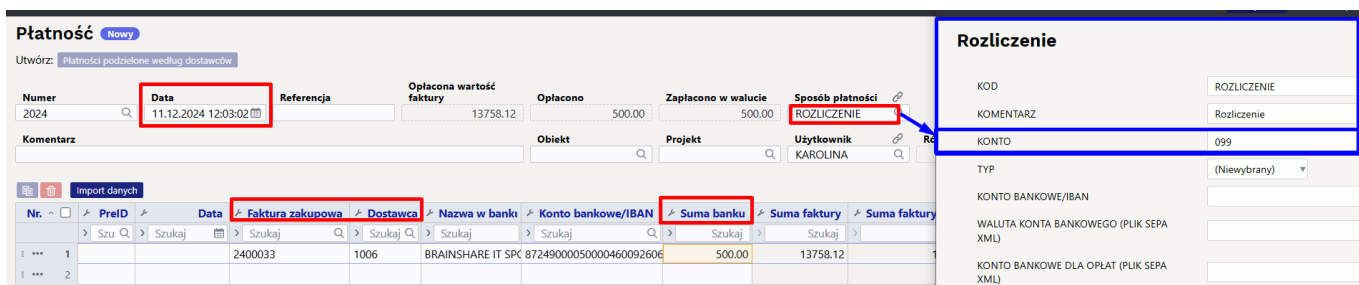 Płatność Nowy
Utwórz: Płatności podzielone według dostawców
Numer Data Referencja Opłacona wartość faktury Opłacono Zapłacono w walucie Sposób płatności
2024 11.12.2024 12:03:02 13758.12 500.00 500.00 ROZLICZENIE
Komentarz Obiekt Projekt Użytkownik
KAROLINA
Import danych
Nr. PreID Data Faktura zakupowa Dostawca Nazwa w banku Konto bankowe/IBAN Suma banku Suma faktury Suma faktury
Szu Szukaj Szukaj Szukaj Szukaj Szukaj Szukaj Szukaj
1 2400033 1006 BRAINSHARE IT SPÓ 87249000050000460092606 500.00 13758.12
2
Rozliczenie
KOD ROZLICZENIE
KOMENTARZ Rozliczenie
KONTO 099
TYP (Niewybrany)
KONTO BANKOWE/IBAN
WALUTA KONTA BANKOWEGO (PLIK SEPA
XML)
KONTO BANKOWE DLA OPŁAT (PLIK SEPA
XML)